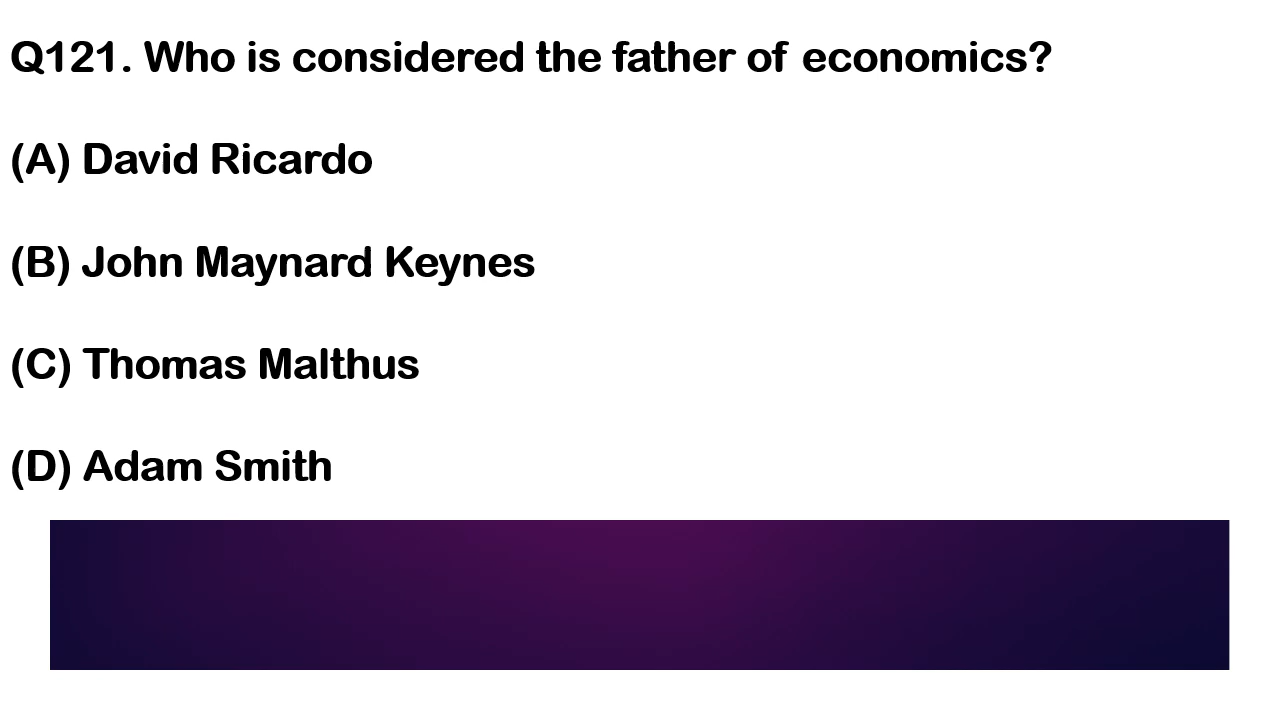 Q121. Who is considered the father of economics?
(A) David Ricardo
(B) John Maynard Keynes
(C) Thomas Malthus
(D) Adam Smith